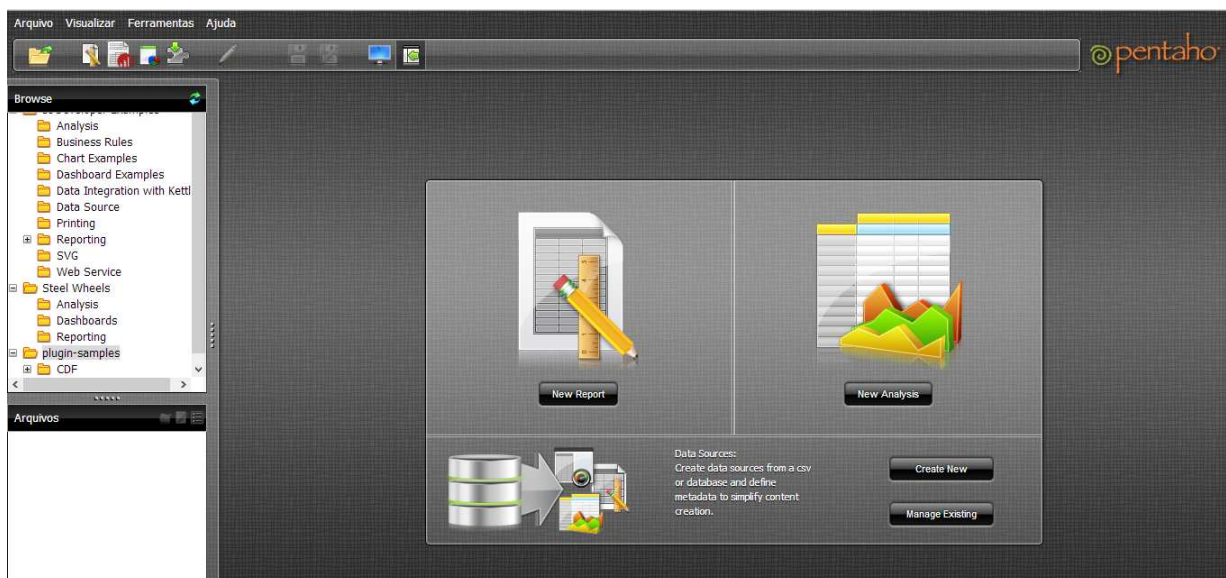 Arquivo Visualizar Ferramentas Ajuda
pentaho
Browse
Analysis
Business Rules
Chart Examples
Dashboard Examples
Data Integration with Kettl
Data Source
Printing
Reporting
SVG
Web Service
Steel Wheels
Analysis
Dashboards
Reporting
plugin-samples
CDF
Arquivos
New Report
New Analysis
Data Sources:
Create data sources from a csv
or database and define
metadata to simplify content
creation.
Create New
Manage Existing